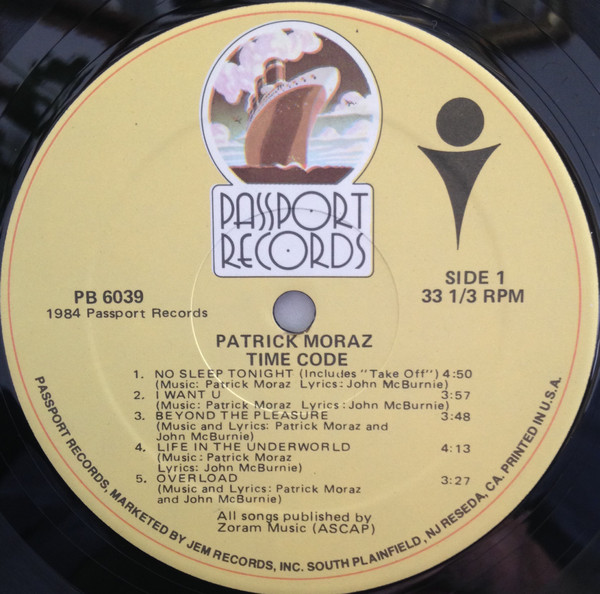 PASSPORT
RECORDS
PB 6039
1984 Passport Records
SIDE 1
33 1/3 RPM
PATRICK MORAZ
TIME CODE
1. NO SLEEP TONIGHT (Includes "Take Off") 4:50
(Music: Patrick Moraz Lyrics: John McBurnie)
2. I WANT U 3:57
(Music: Patrick Moraz Lyrics: John McBurnie)
3. BEYOND THE PLEASURE 3:48
(Music and Lyrics: Patrick Moraz and
John McBurnie)
4. LIFE IN THE UNDERWORLD 4:13
(Music: Patrick Moraz
Lyrics: John McBurnie)
5. OVERLOAD 3:27
(Music and Lyrics: Patrick Moraz
and John McBurnie)
All songs published by
Zoram Music (ASCAP)
PASSPORT RECORDS, MARKETED BY JEM RECORDS, INC. SOUTH PLAINFIELD, NJ RESEDA, CA. PRINTED IN U.S.A.